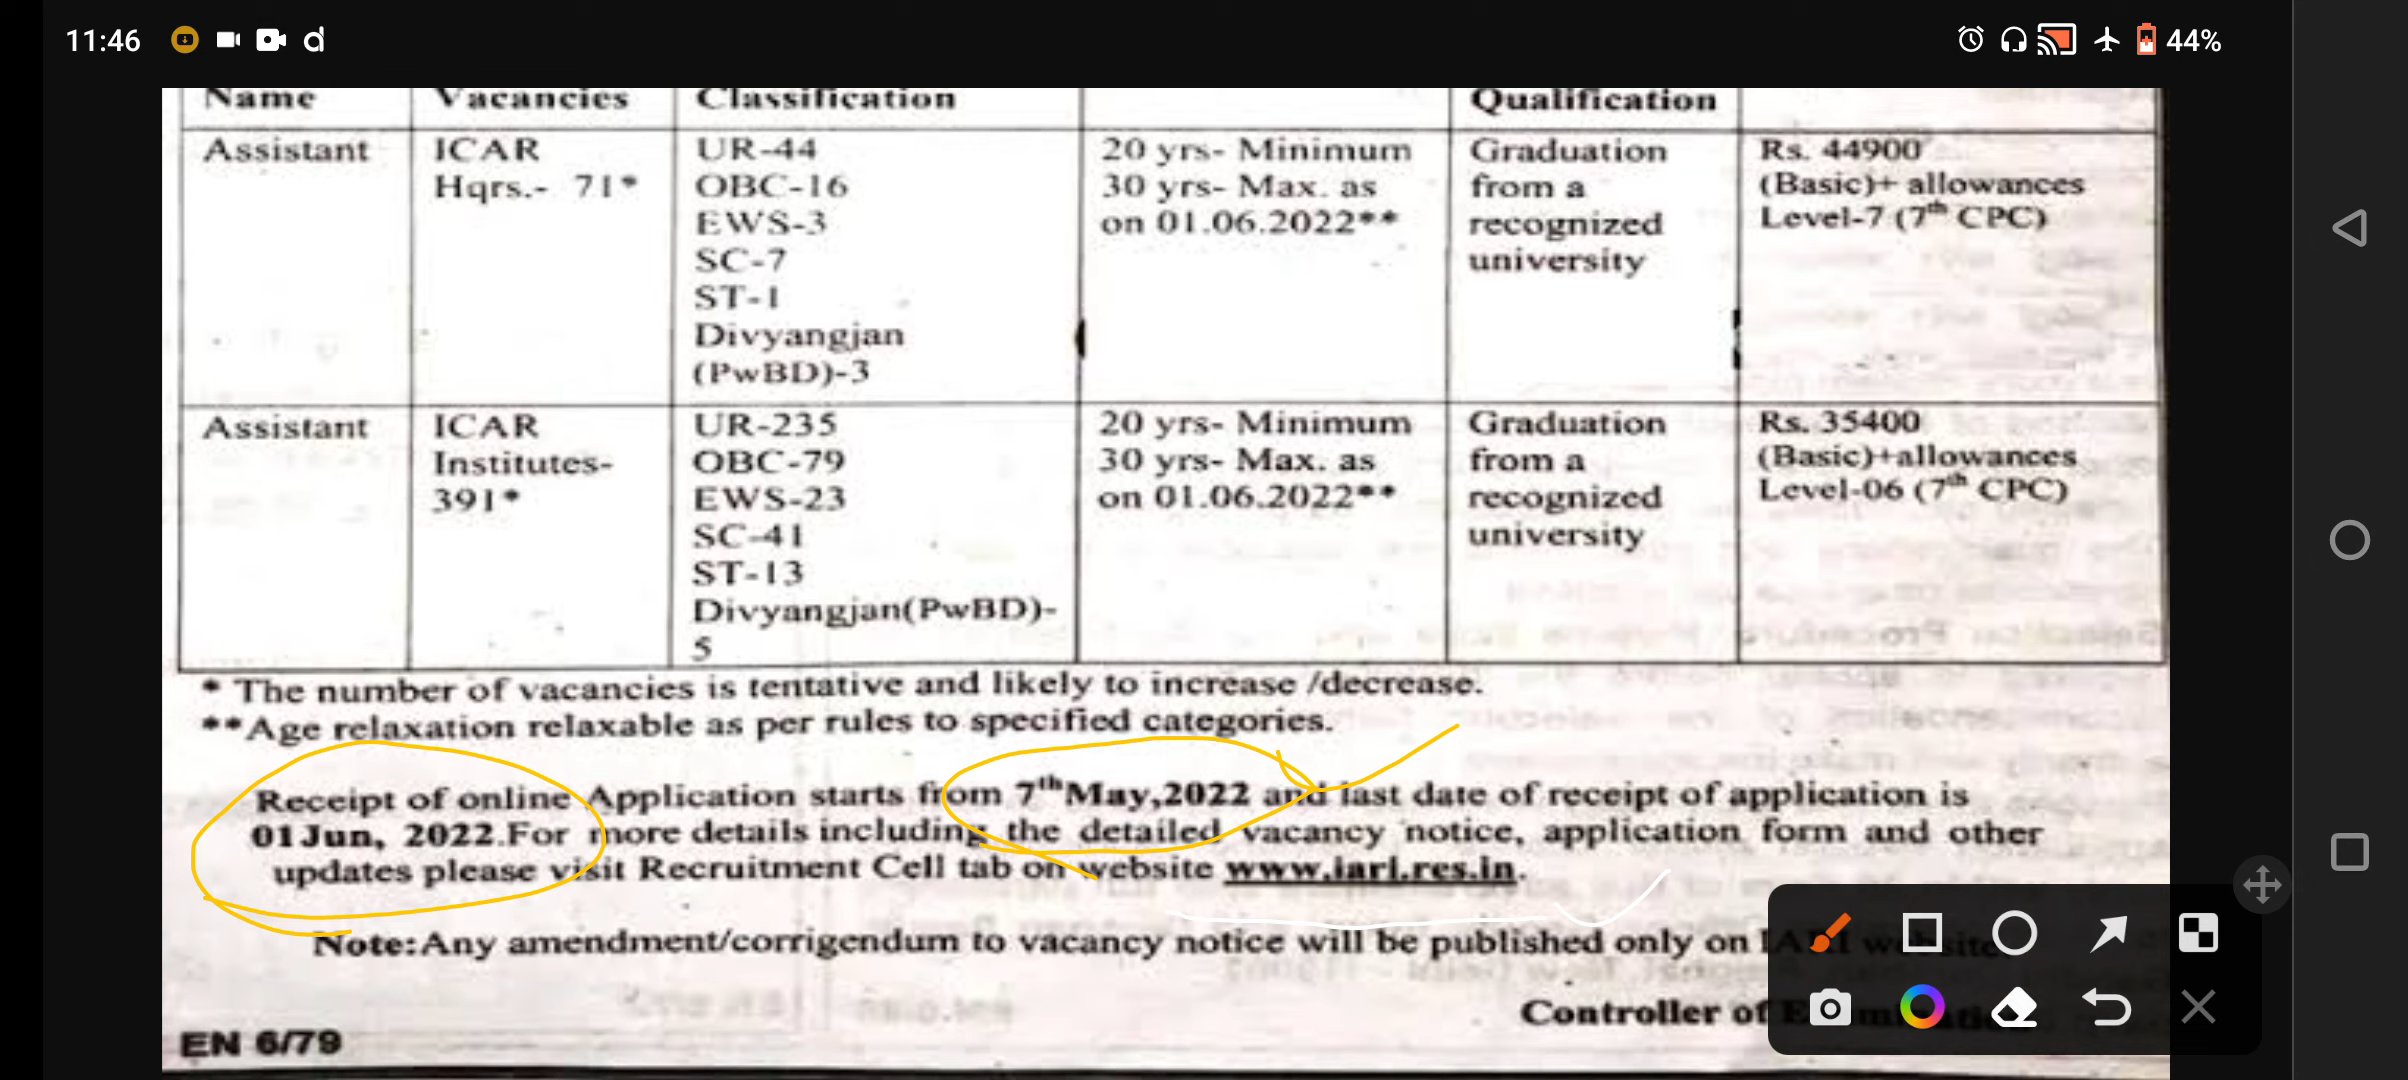 11:46
44%
Name Vacancies Classification Qualification
Assistant ICAR UR-44 20 yrs- Minimum Graduation Rs. 44900
Hqrs.- 71* OBC-16 30 yrs- Max. as from a (Basic)+ allowances
EWS-3 on 01.06.2022** recognized Level-7 (7th CPC)
SC-7 university
ST-1
Divyangjan
(PwBD)-3
Assistant ICAR UR-235 20 yrs- Minimum Graduation Rs. 35400
Institutes- OBC-79 30 yrs- Max. as from a (Basic)+allowances
391* EWS-23 on 01.06.2022** recognized Level-06 (7th CPC)
SC-41 university
ST-13
Divyangjan(PwBD)-
5
* The number of vacancies is tentative and likely to increase /decrease.
**Age relaxation relaxable as per rules to specified categories.
Receipt of online Application starts from 7th May,2022 and last date of receipt of application is
01 Jun, 2022.For more details including the detailed vacancy notice, application form and other
updates please visit Recruitment Cell tab on website www.iari.res.in.
Note:Any amendment/corrigendum to vacancy notice will be published only on IARI website
Controller of
EN 6/79